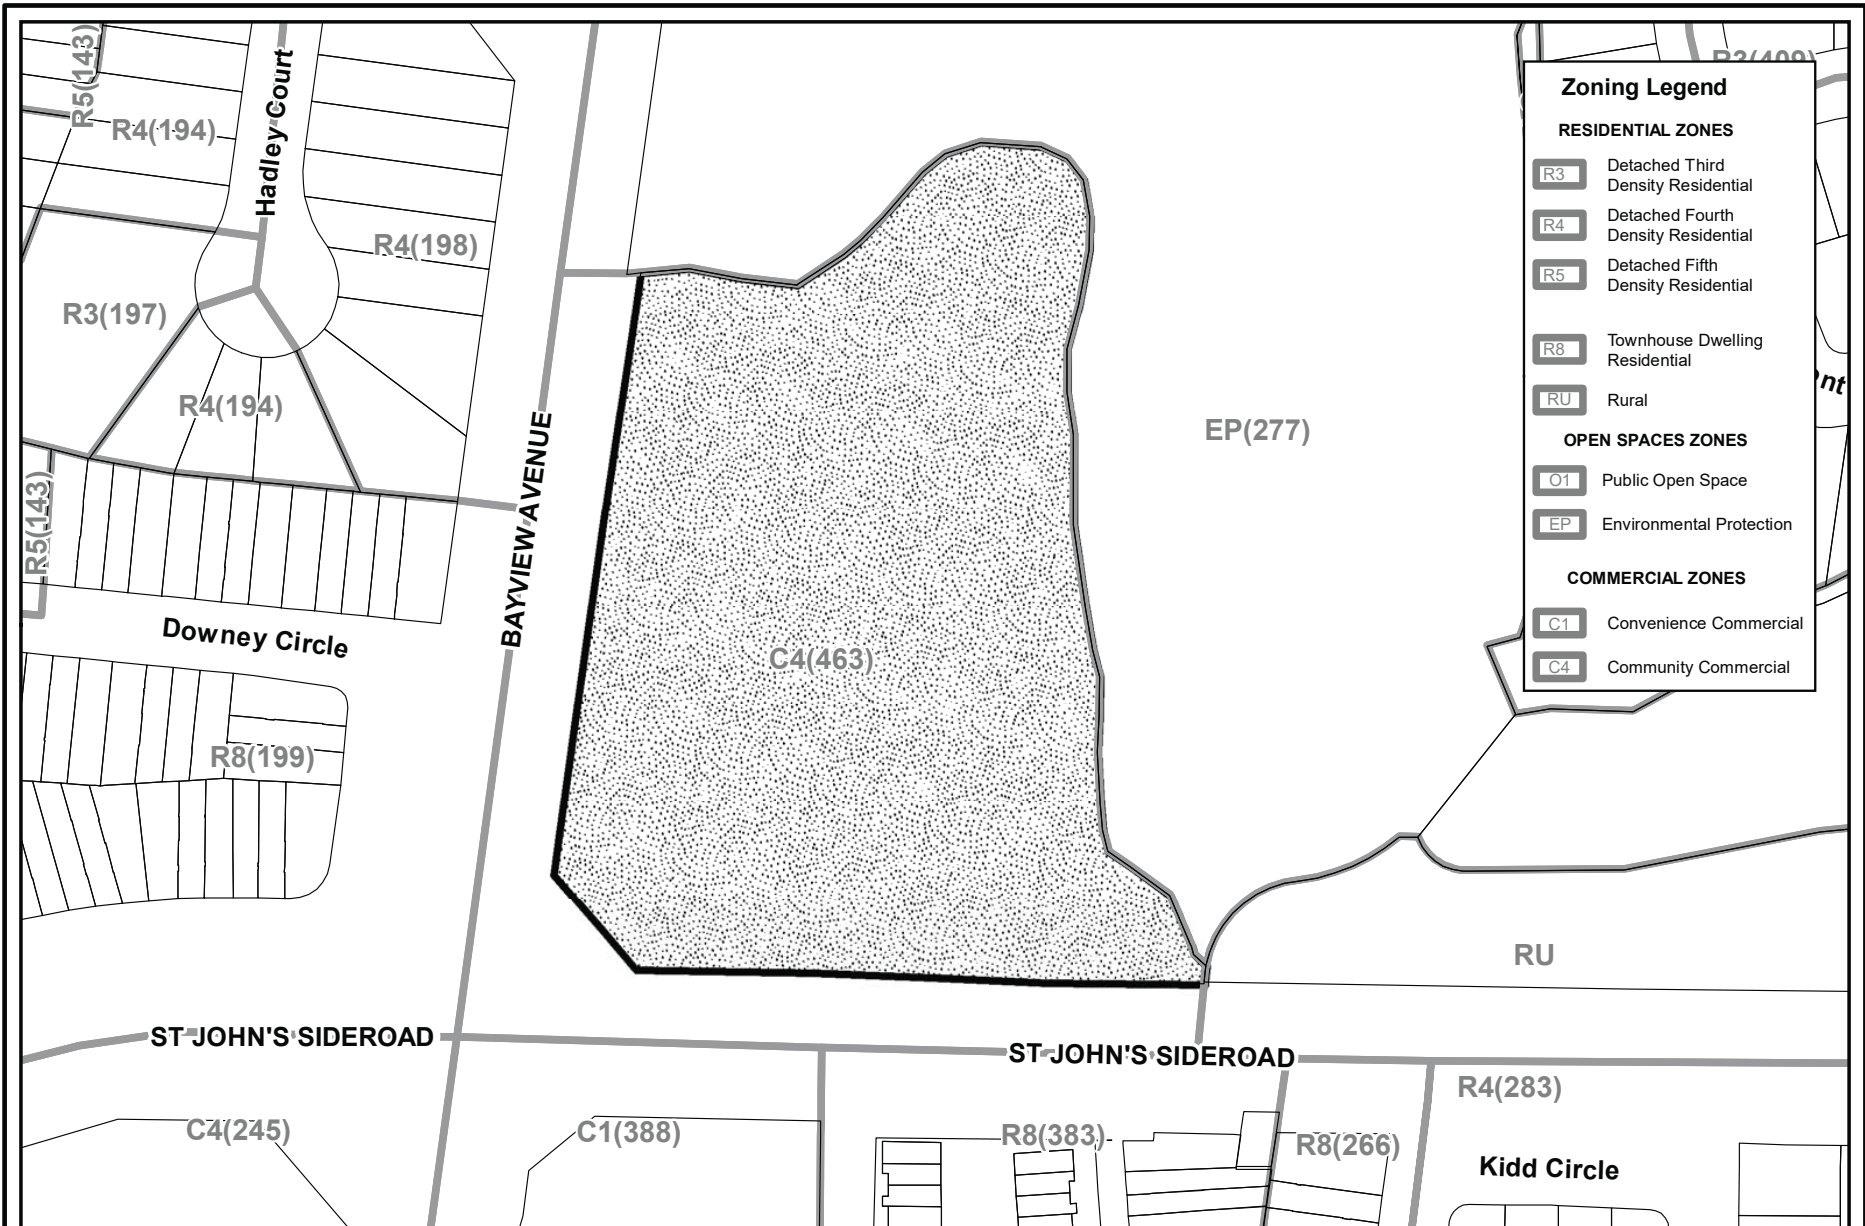 R5(143)
R4(194)
Hadley Court
R4(198)
R3(197)
R4(194)
R5(143)
BAYVIEW AVENUE
Downey Circle
R8(199)
C4(463)
EP(277)
R3(409)
Zoning Legend
RESIDENTIAL ZONES
R3 Detached Third
Density Residential
R4 Detached Fourth
Density Residential
R5 Detached Fifth
Density Residential
R8 Townhouse Dwelling
Residential
RU Rural
OPEN SPACES ZONES
O1 Public Open Space
EP Environmental Protection
COMMERCIAL ZONES
C1 Convenience Commercial
C4 Community Commercial
RU
ST JOHN'S SIDEROAD
ST JOHN'S SIDEROAD
C4(245)
C1(388)
R8(383)
R8(266)
R4(283)
Kidd Circle